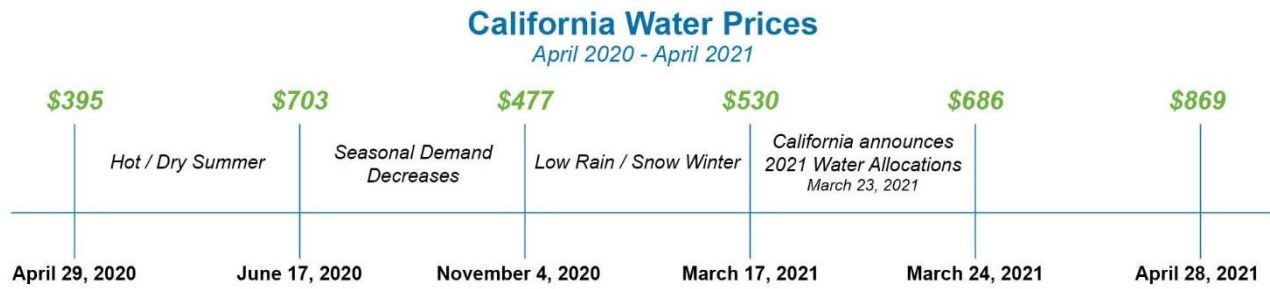 California Water Prices
April 2020 - April 2021
$395
$703
$477
$530
$686
$869
Hot / Dry Summer
Seasonal Demand
Decreases
Low Rain / Snow Winter
California announces
2021 Water Allocations
March 23, 2021
April 29, 2020
June 17, 2020
November 4, 2020
March 17, 2021
March 24, 2021
April 28, 2021